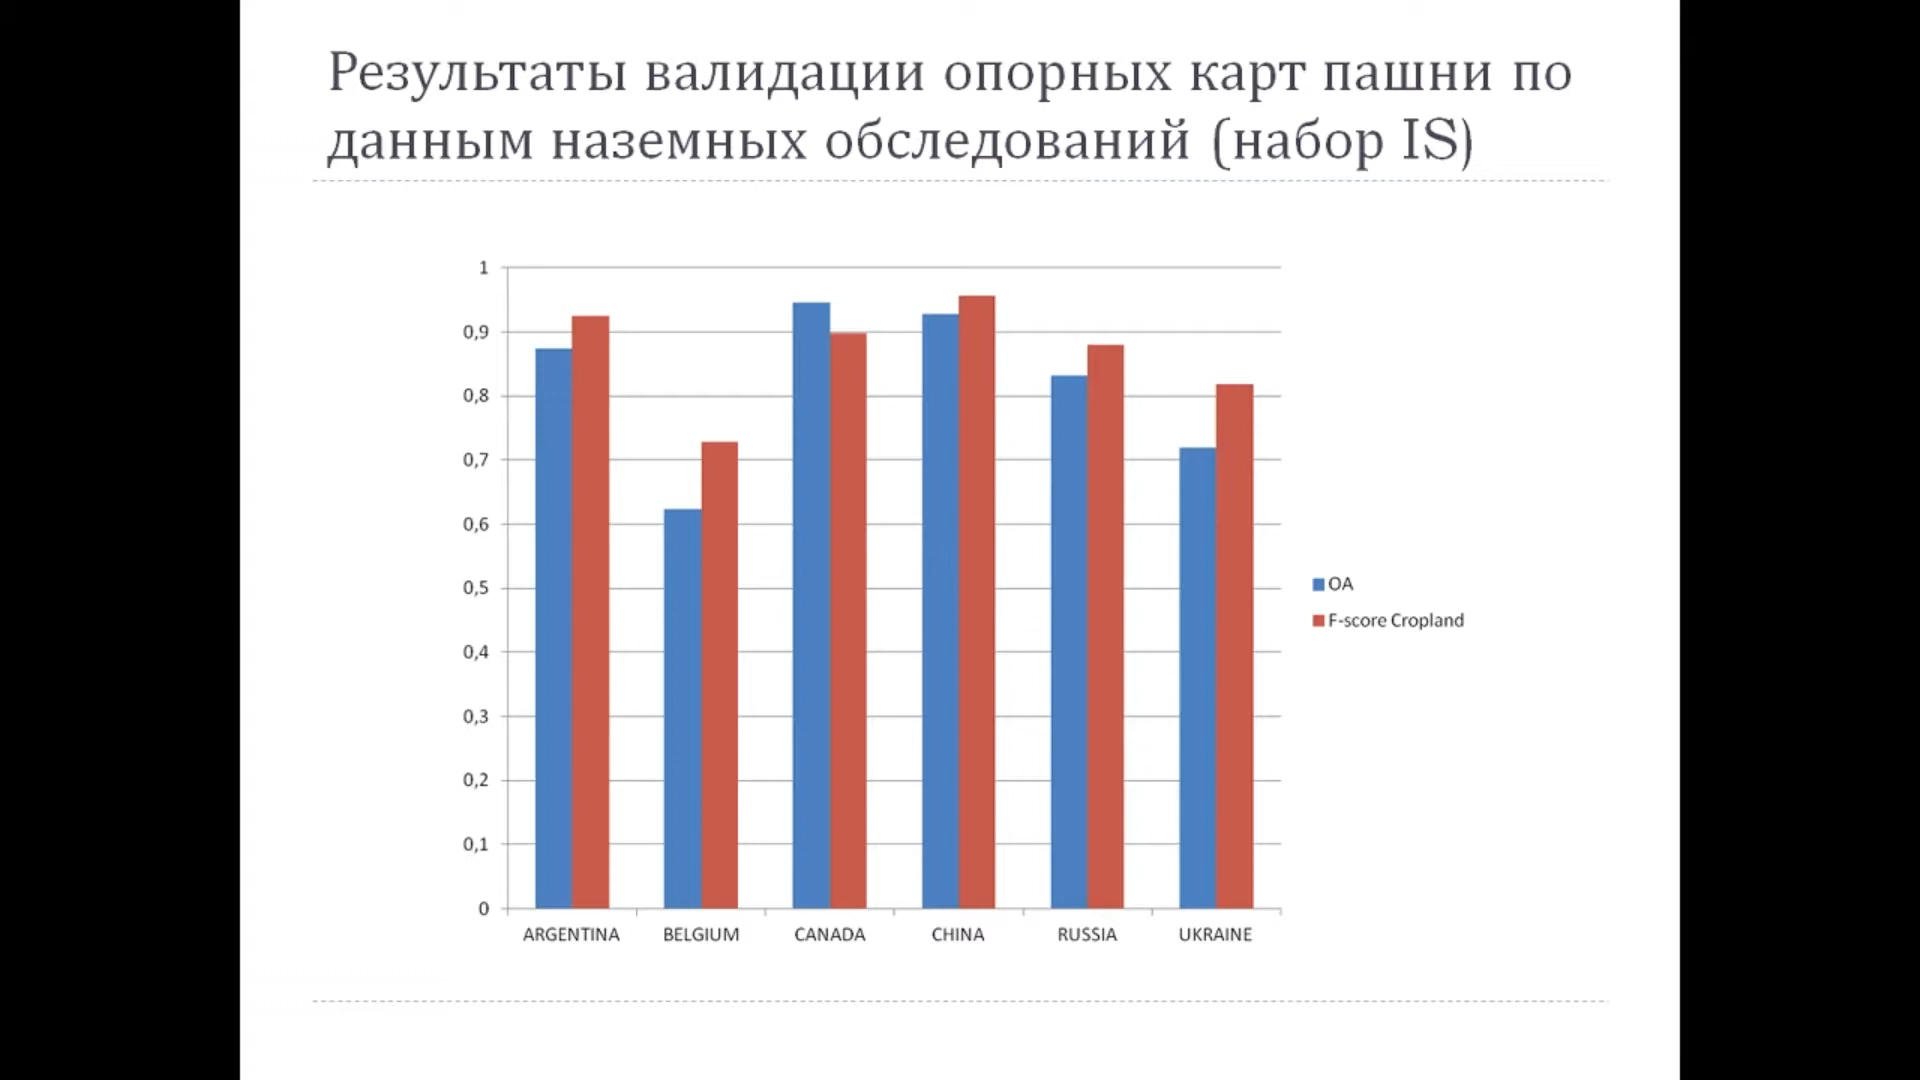 Результаты валидации опорных карт пашни по
данным наземных обследований (набор IS)
1
0,9
0,8
0,7
0,6
0,5
0,4
0,3
0,2
0,1
0
ARGENTINA BELGIUM CANADA CHINA RUSSIA UKRAINE
OA
F-score Cropland